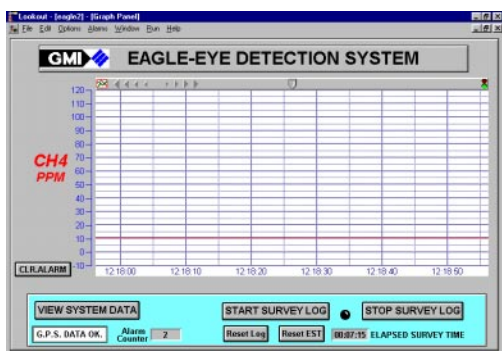 Lookout - [eagle2] - [Graph Panel]
File Edit Options Alarms Window Run Help
GMI EAGLE-EYE DETECTION SYSTEM
120
110
100
90
80
CH4 70
PPM 60
50
40
30
20
10
0
-10
CLR.ALARM
12:18:00 12:18:10 12:18:20 12:18:30 12:18:40 12:18:50
VIEW SYSTEM DATA START SURVEY LOG STOP SURVEY LOG
G.P.S. DATA OK. Alarm Counter 2 Reset Log Reset EST 00:07:15 ELAPSED SURVEY TIME